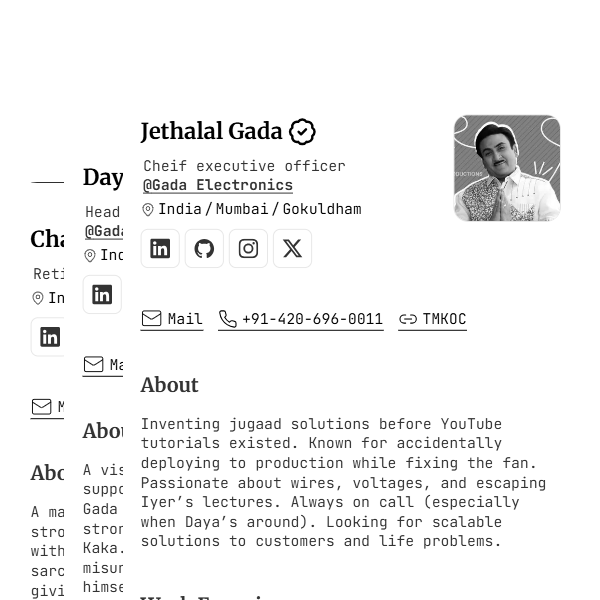 Jethalal Gada
Cheif executive officer
@Gada Electronics
India / Mumbai / Gokuldham
Mail
+91-420-696-0011
TMKOC
About
Inventing jugaad solutions before YouTube
tutorials existed. Known for accidentally
deploying to production while fixing the fan.
Passionate about wires, voltages, and escaping
Iyer’s lectures. Always on call (especially
when Daya’s around). Looking for scalable
solutions to customers and life problems.
Day
Head
@Gada
Ind
Ma
Abou
A vis
suppo
Gada
stron
Kaka.
misun
himse
Cha
Reti
In
M
Abo
A ma
stro
with
sarc
givi